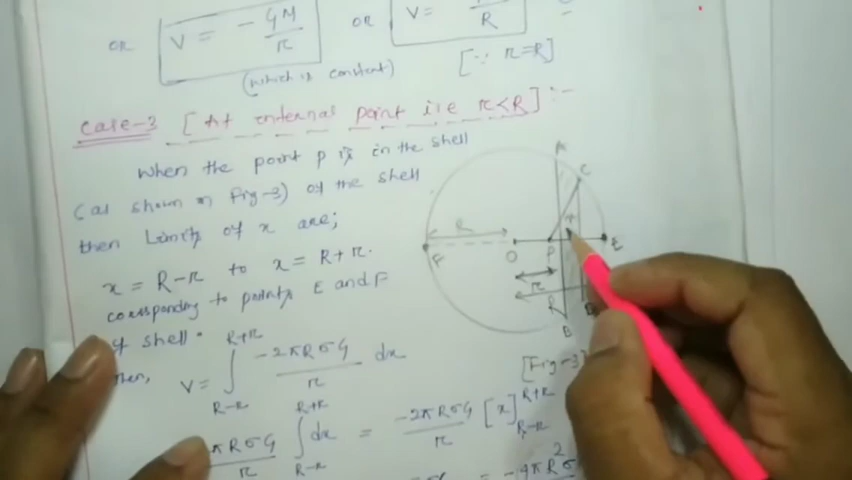 OR V = - GM/r OR V = R
(which is constant) [∵ r=R]
Case-3 [At internal point i.e r<R] :-
When the point P is in the shell
(as shown in Fig-3) of the shell
then Limits of x are;
x = R-r to x = R+r.
corresponding to points E and F
of shell.
then, V = ∫ R-r R+r -2πRσG/r dx
πRσG/r ∫ R-r R+r dx = -2πRσG/r [x] R-r R+r
= -4πR²σ
A
C
R
x
F
O
P
E
r
R
B
D
[Fig-3]